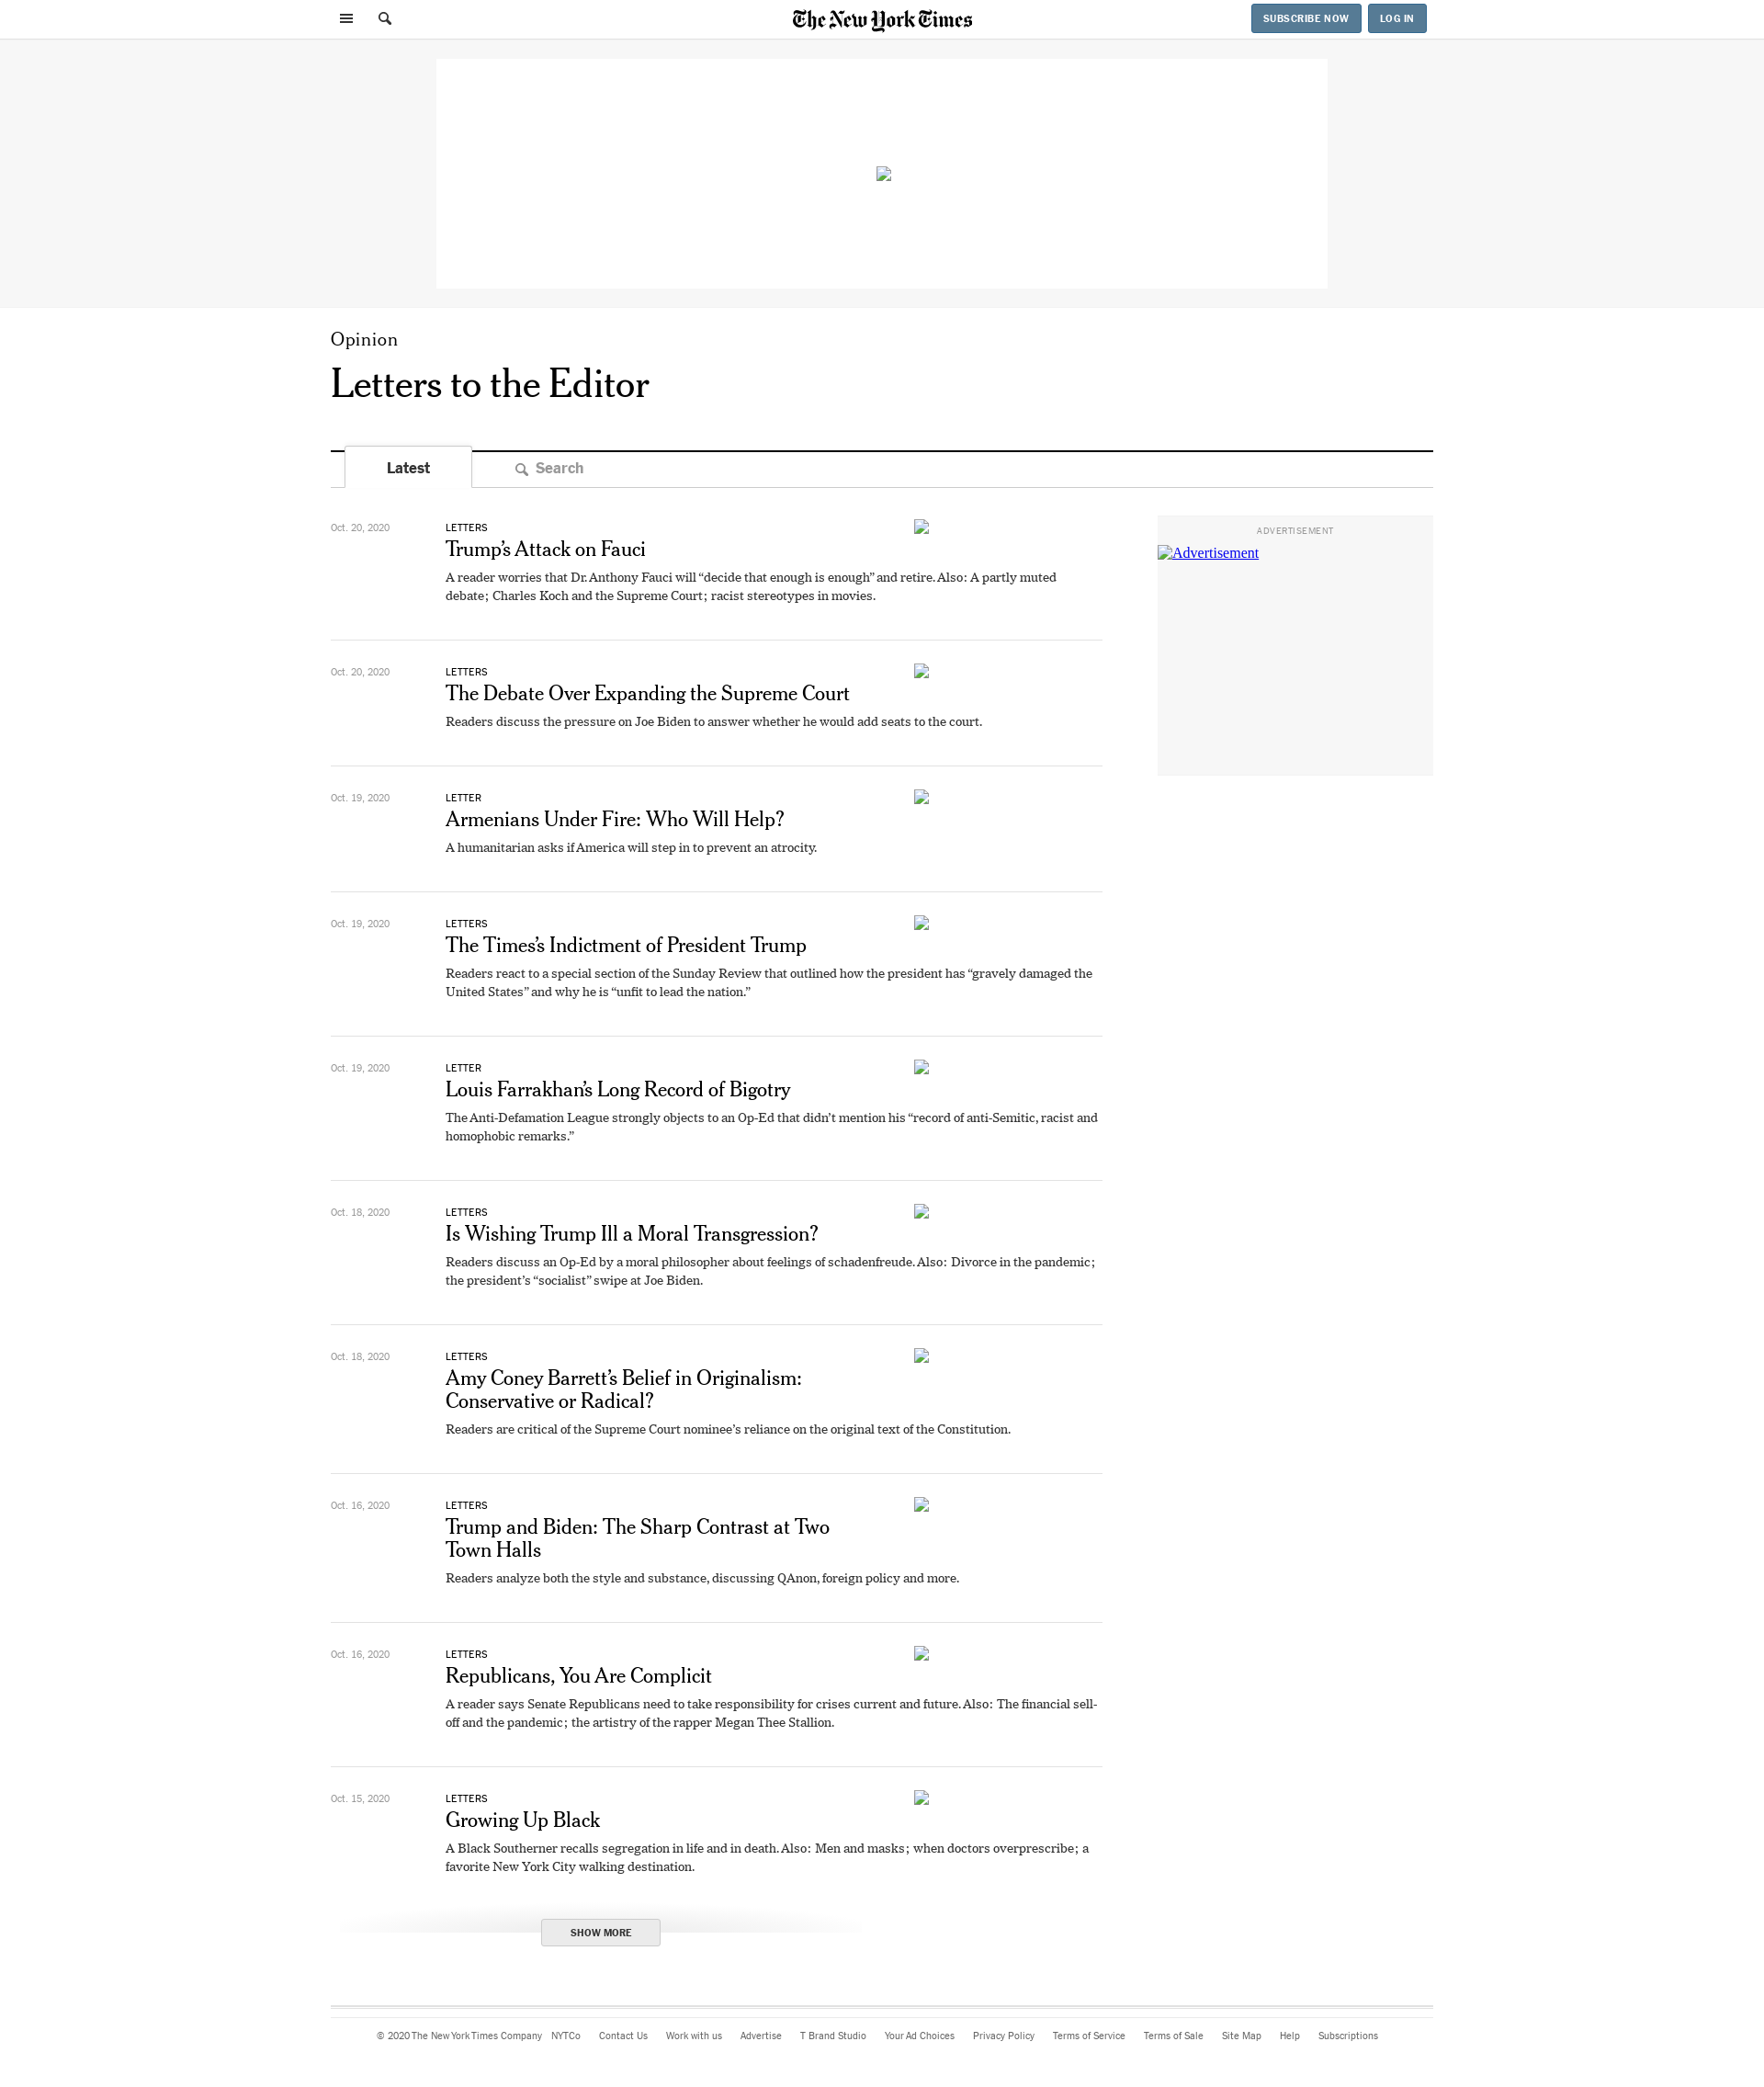 The New York Times
SUBSCRIBE NOW
LOG IN
Opinion
Letters to the Editor
Latest
Search
Oct. 20, 2020
LETTERS
Trump’s Attack on Fauci
A reader worries that Dr. Anthony Fauci will “decide that enough is enough” and retire. Also: A partly muted
debate; Charles Koch and the Supreme Court; racist stereotypes in movies.
ADVERTISEMENT
Advertisement
Oct. 20, 2020
LETTERS
The Debate Over Expanding the Supreme Court
Readers discuss the pressure on Joe Biden to answer whether he would add seats to the court.
Oct. 19, 2020
LETTER
Armenians Under Fire: Who Will Help?
A humanitarian asks if America will step in to prevent an atrocity.
Oct. 19, 2020
LETTERS
The Times’s Indictment of President Trump
Readers react to a special section of the Sunday Review that outlined how the president has “gravely damaged the
United States” and why he is “unfit to lead the nation.”
Oct. 19, 2020
LETTER
Louis Farrakhan’s Long Record of Bigotry
The Anti-Defamation League strongly objects to an Op-Ed that didn’t mention his “record of anti-Semitic, racist and
homophobic remarks.”
Oct. 18, 2020
LETTERS
Is Wishing Trump Ill a Moral Transgression?
Readers discuss an Op-Ed by a moral philosopher about feelings of schadenfreude. Also: Divorce in the pandemic;
the president’s “socialist” swipe at Joe Biden.
Oct. 18, 2020
LETTERS
Amy Coney Barrett’s Belief in Originalism:
Conservative or Radical?
Readers are critical of the Supreme Court nominee’s reliance on the original text of the Constitution.
Oct. 16, 2020
LETTERS
Trump and Biden: The Sharp Contrast at Two
Town Halls
Readers analyze both the style and substance, discussing QAnon, foreign policy and more.
Oct. 16, 2020
LETTERS
Republicans, You Are Complicit
A reader says Senate Republicans need to take responsibility for crises current and future. Also: The financial sell-
off and the pandemic; the artistry of the rapper Megan Thee Stallion.
Oct. 15, 2020
LETTERS
Growing Up Black
A Black Southerner recalls segregation in life and in death. Also: Men and masks; when doctors overprescribe; a
favorite New York City walking destination.
SHOW MORE
© 2020 The New York Times Company NYTCo Contact Us Work with us Advertise T Brand Studio Your Ad Choices Privacy Policy Terms of Service Terms of Sale Site Map Help Subscriptions